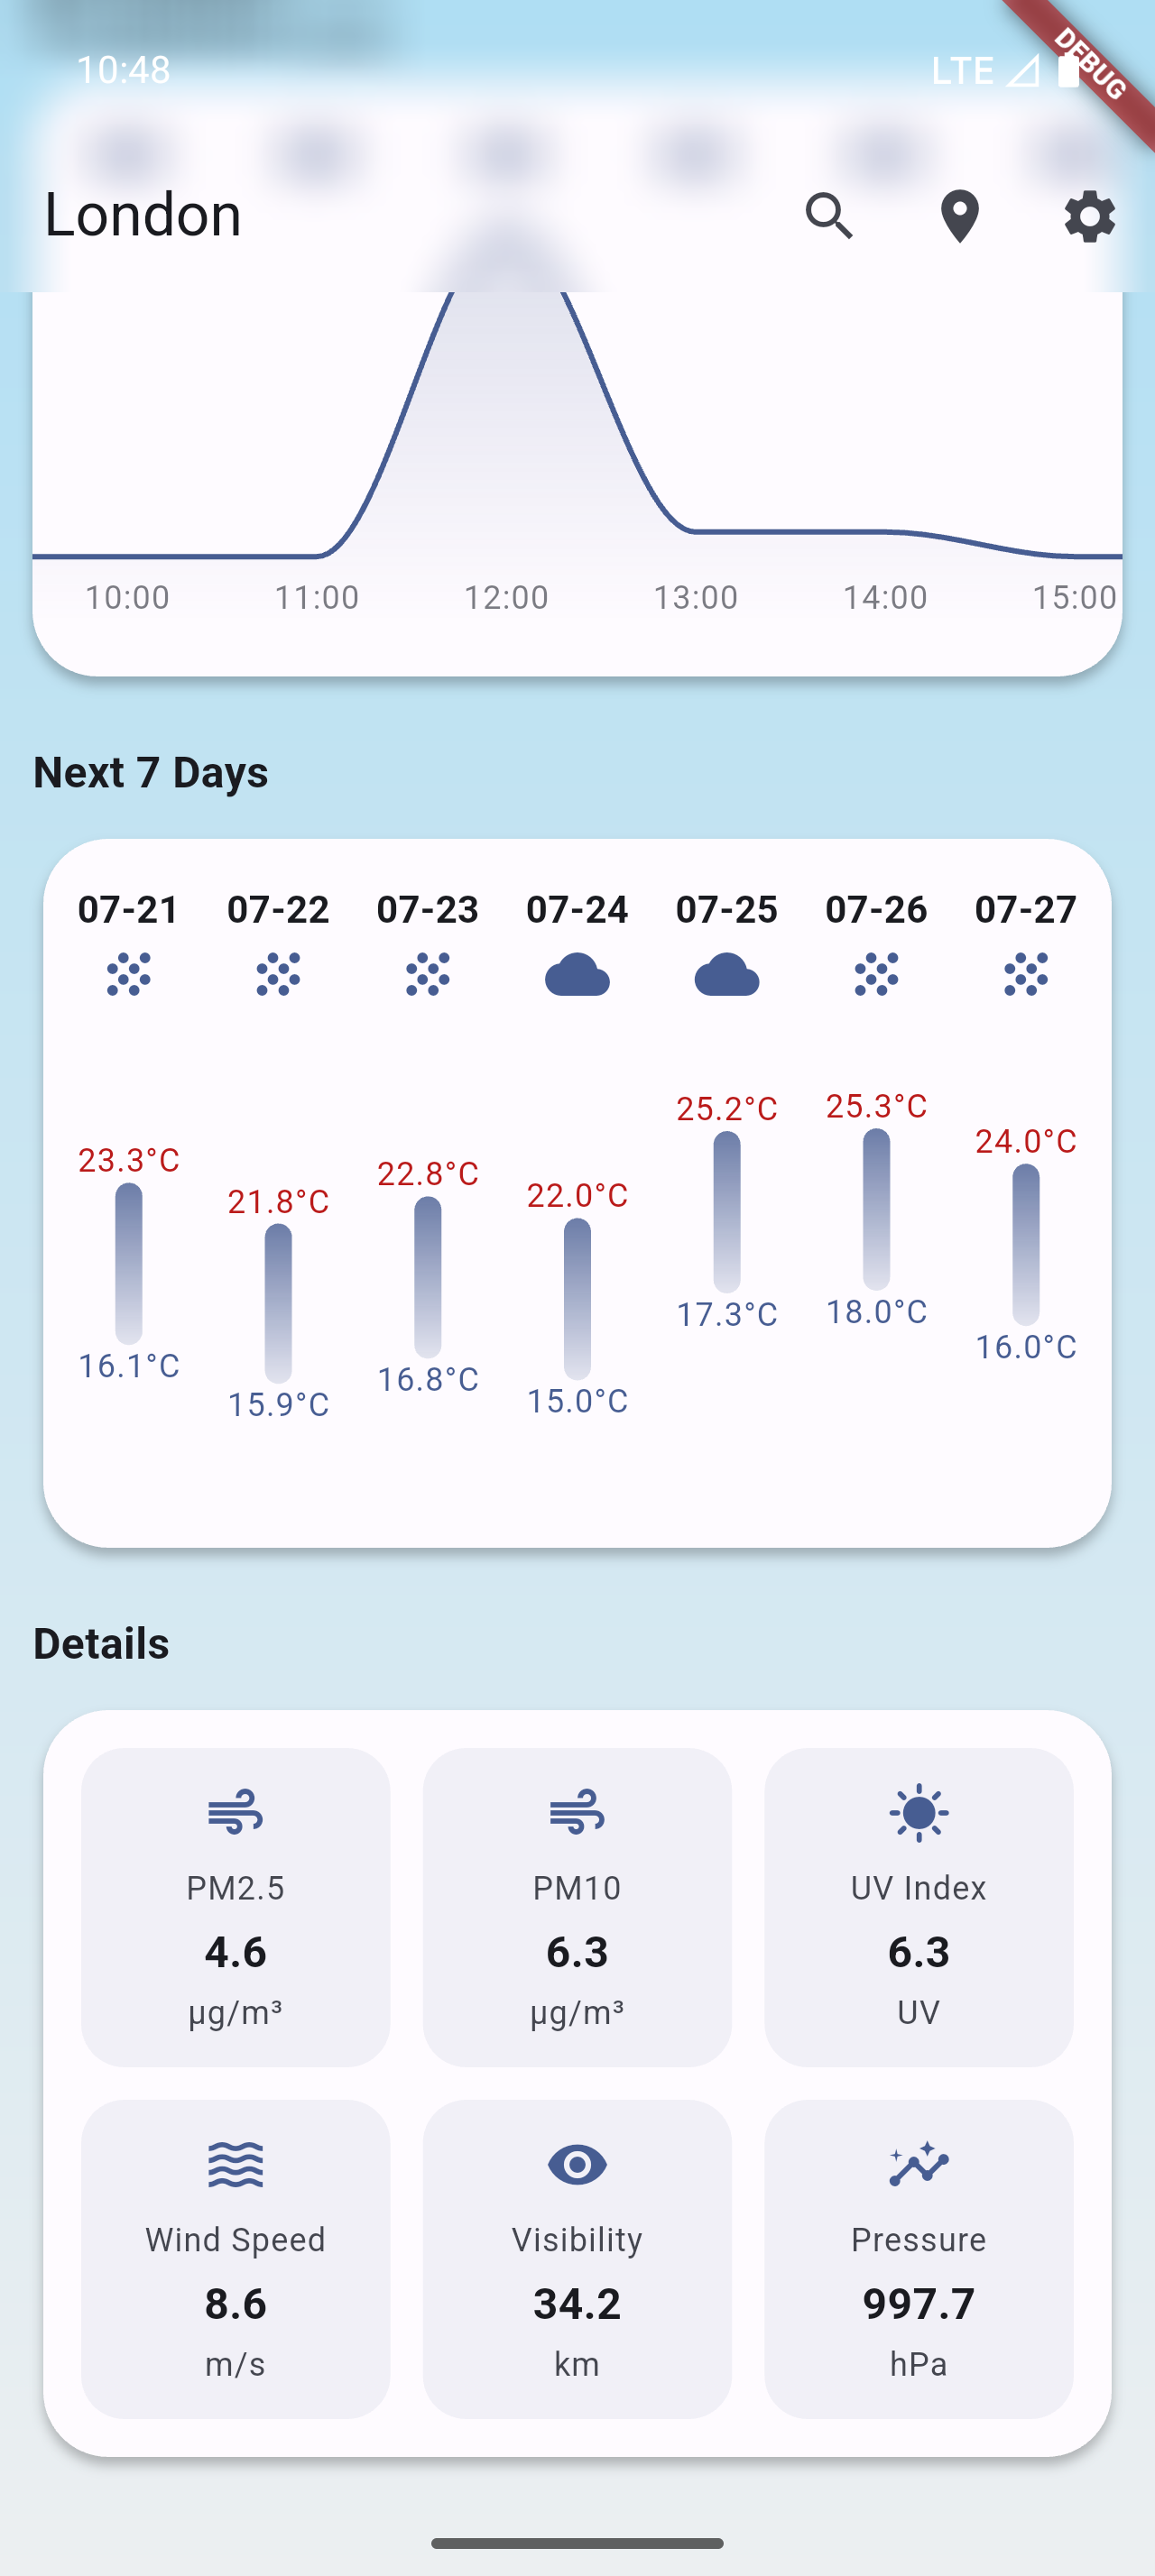 10:48 LTE DEBUG
London
10:00 11:00 12:00 13:00 14:00 15:00
Next 7 Days
07-21 07-22 07-23 07-24 07-25 07-26 07-27
23.3°C 21.8°C 22.8°C 22.0°C 25.2°C 25.3°C 24.0°C
16.1°C 15.9°C 16.8°C 15.0°C 17.3°C 18.0°C 16.0°C
Details
PM2.5 PM10 UV Index
4.6 6.3 6.3
µg/m³ µg/m³ UV
Wind Speed Visibility Pressure
8.6 34.2 997.7
m/s km hPa